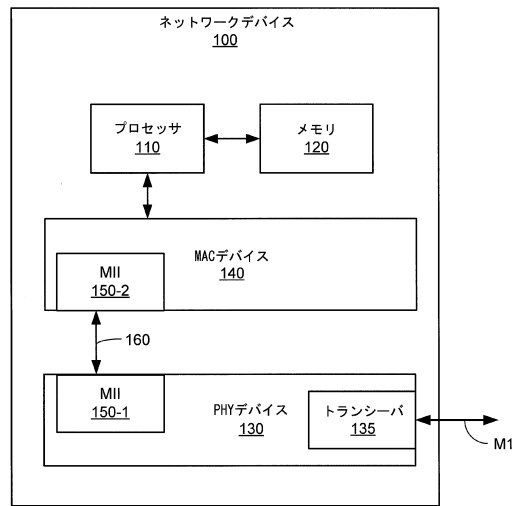 ネットワークデバイス
100
プロセッサ
110
メモリ
120
MACデバイス
140
MII
150-2
160
MII
150-1
PHYデバイス
130
トランシーバ
135
M1